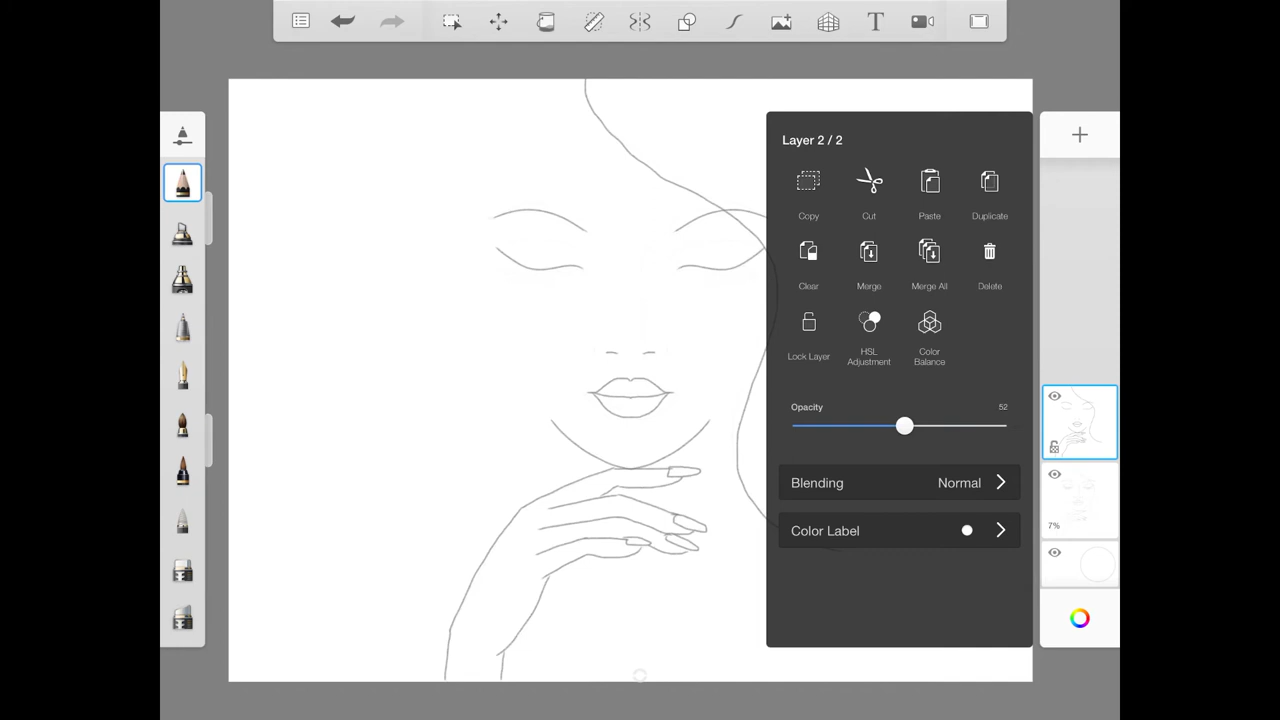 T
Layer 2 / 2
Copy Cut Paste Duplicate
Clear Merge Merge All Delete
Lock Layer HSL Adjustment Color Balance
Opacity 52
Blending Normal
Color Label
7%